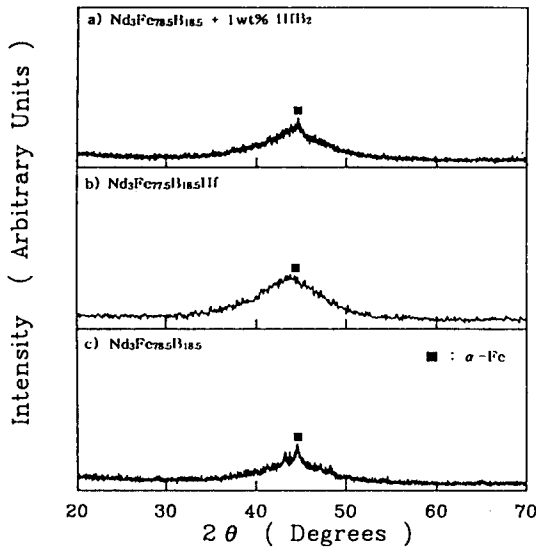 a) Nd₃Fe₇₈.₅B₁₈.₅ + 1wt% HfB₂
b) Nd₃Fe₇₇.₅B₁₈.₅Hf
c) Nd₃Fe₇₈.₅B₁₈.₅
■ : α-Fe
Intensity ( Arbitrary Units )
20 30 40 50 60 70
2θ ( Degrees )